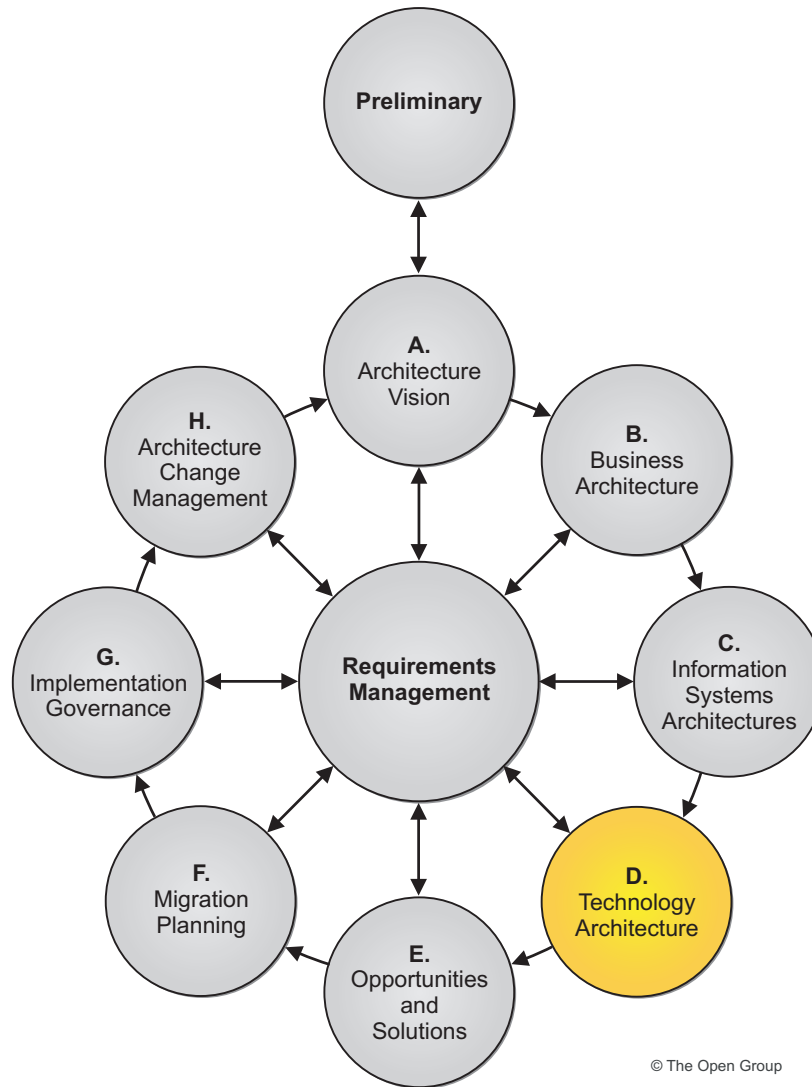 Preliminary
A.
Architecture
Vision
B.
Business
Architecture
C.
Information
Systems
Architectures
D.
Technology
Architecture
E.
Opportunities
and
Solutions
F.
Migration
Planning
G.
Implementation
Governance
H.
Architecture
Change
Management
Requirements
Management
© The Open Group